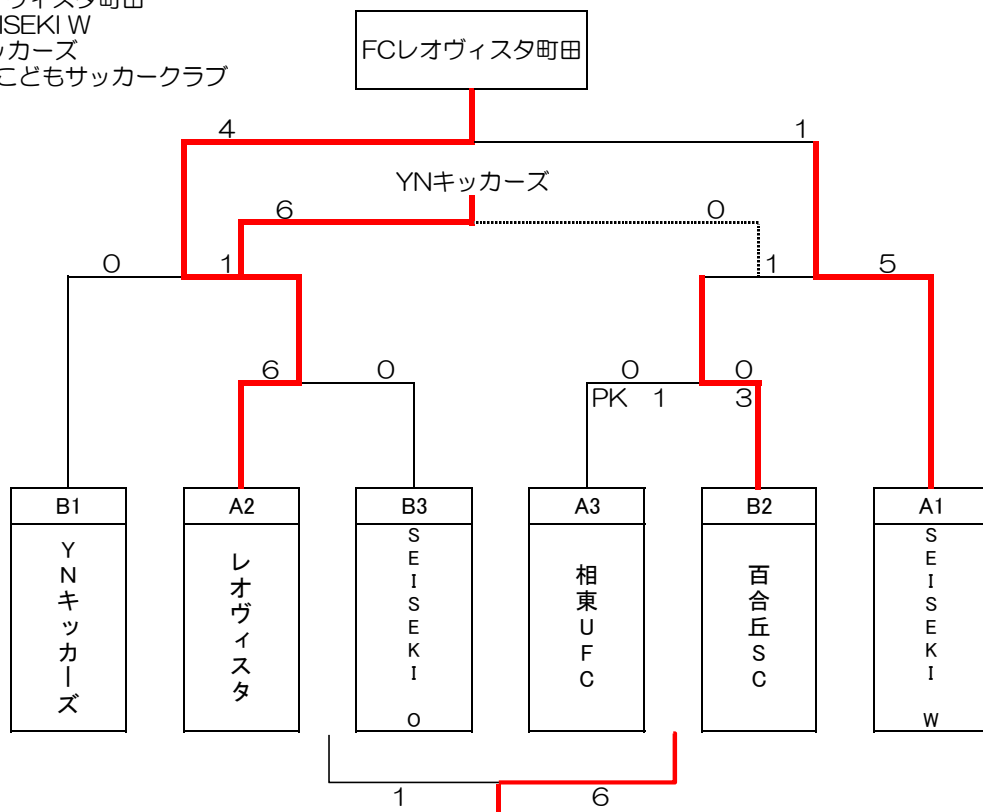 ヴィスタ町田
ISEKI W
ッカーズ
こどもサッカークラブ
FCレオヴィスタ町田
4
1
YNキッカーズ
6
0
0
1
1
5
6
0
0
0
PK 1
3
B1
A2
B3
A3
B2
A1
YNキッカーズ
レオヴィスタ
SEISEKI O
相東UFC
百合丘SC
SEISEKI W
1
6